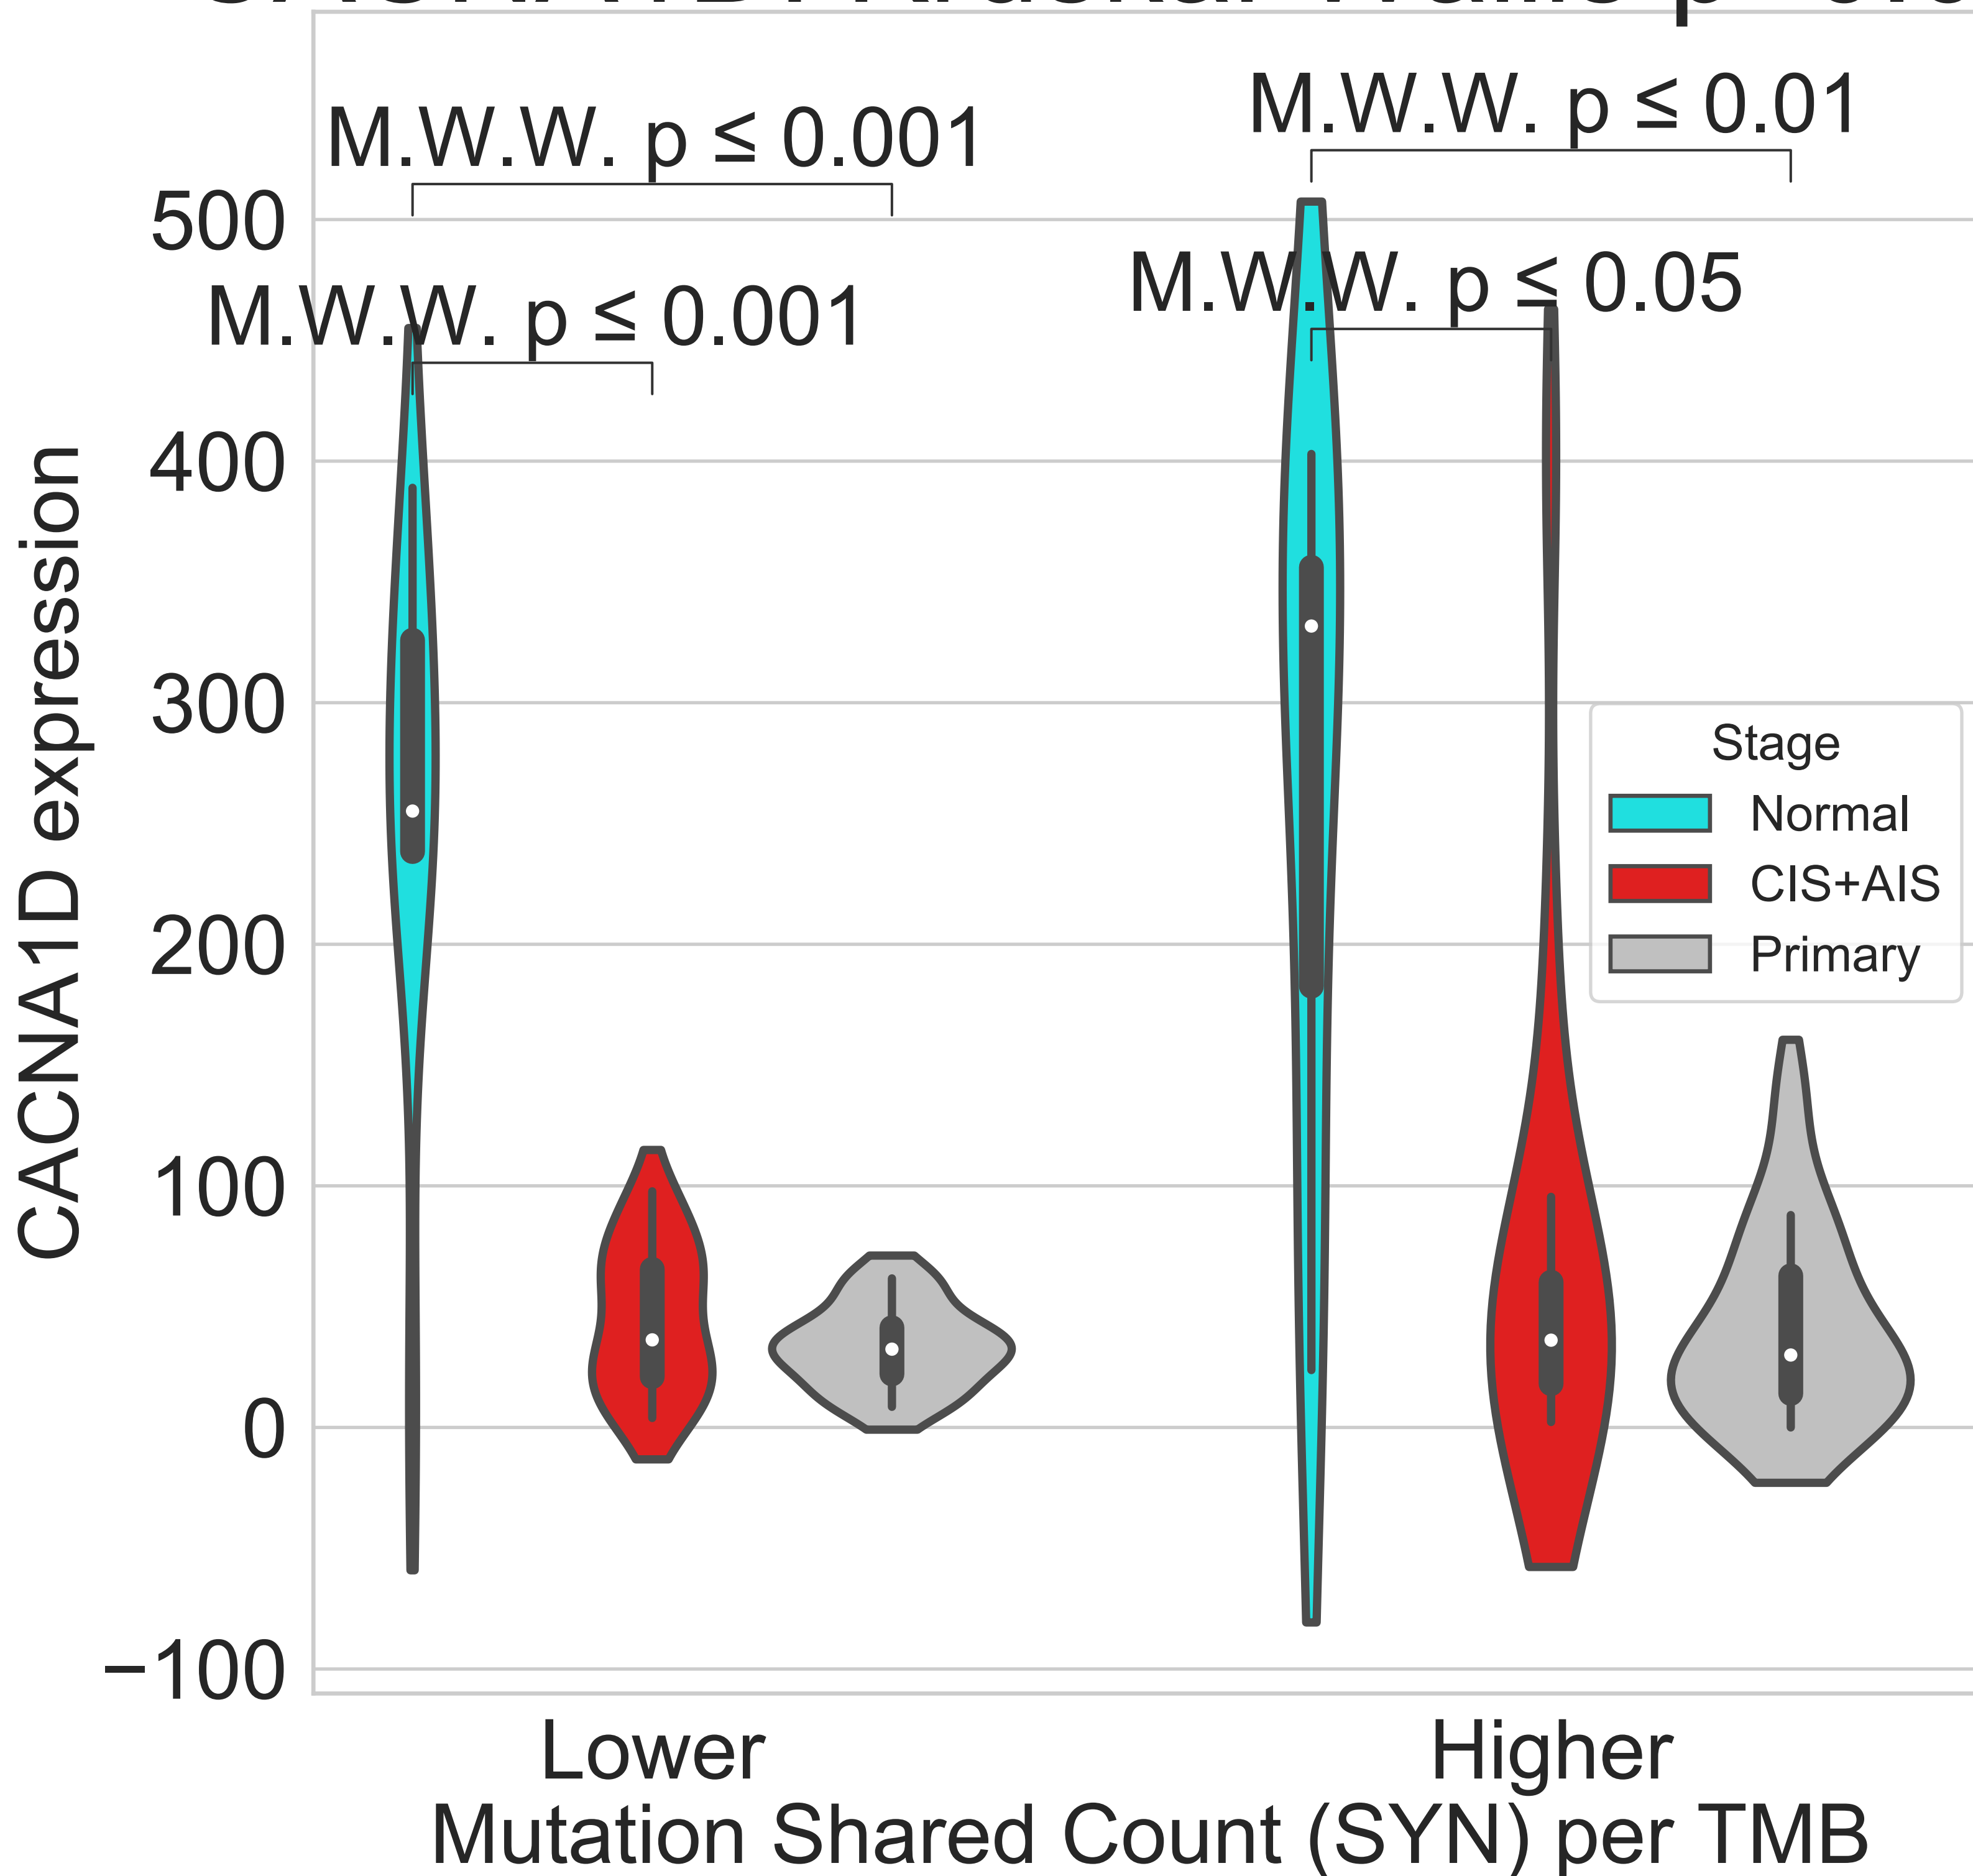 M.W.W. p ≤ 0.01
M.W.W. p ≤ 0.001
M.W.W. p ≤ 0.05
M.W.W. p ≤ 0.001
500
400
300
200
100
0
−100
CACNA1D expression
Stage
Normal
CIS+AIS
Primary
Lower
Higher
Mutation Shared Count (SYN) per TMB